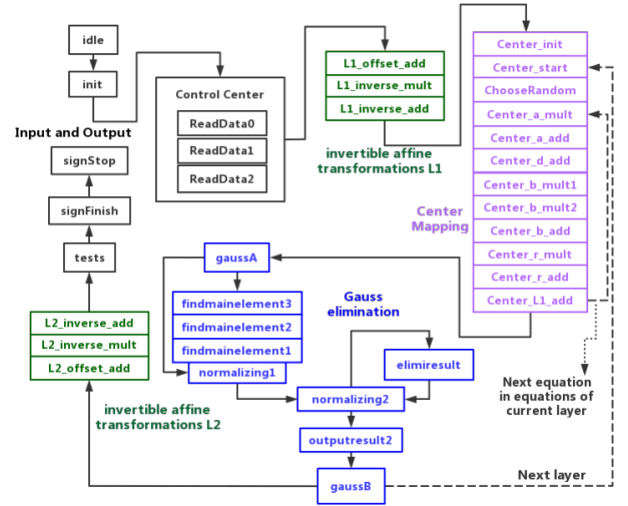 idle
init
Input and Output
signStop
signFinish
tests
Control Center
ReadData0
ReadData1
ReadData2
L1_offset_add
L1_inverse_mult
L1_inverse_add
invertible affine
transformations L1
Center_init
Center_start
ChooseRandom
Center_a_mult
Center_a_add
Center_d_add
Center_b_mult1
Center_b_mult2
Center_b_add
Center_r_mult
Center_r_add
Center_L1_add
Center
Mapping
gaussA
findmainelement3
findmainelement2
findmainelement1
normalizing1
Gauss
elimination
elimiresult
normalizing2
outputresult2
gaussB
Next equation
in equations of
current layer
Next layer
L2_inverse_add
L2_inverse_mult
L2_offset_add
invertible affine
transformations L2